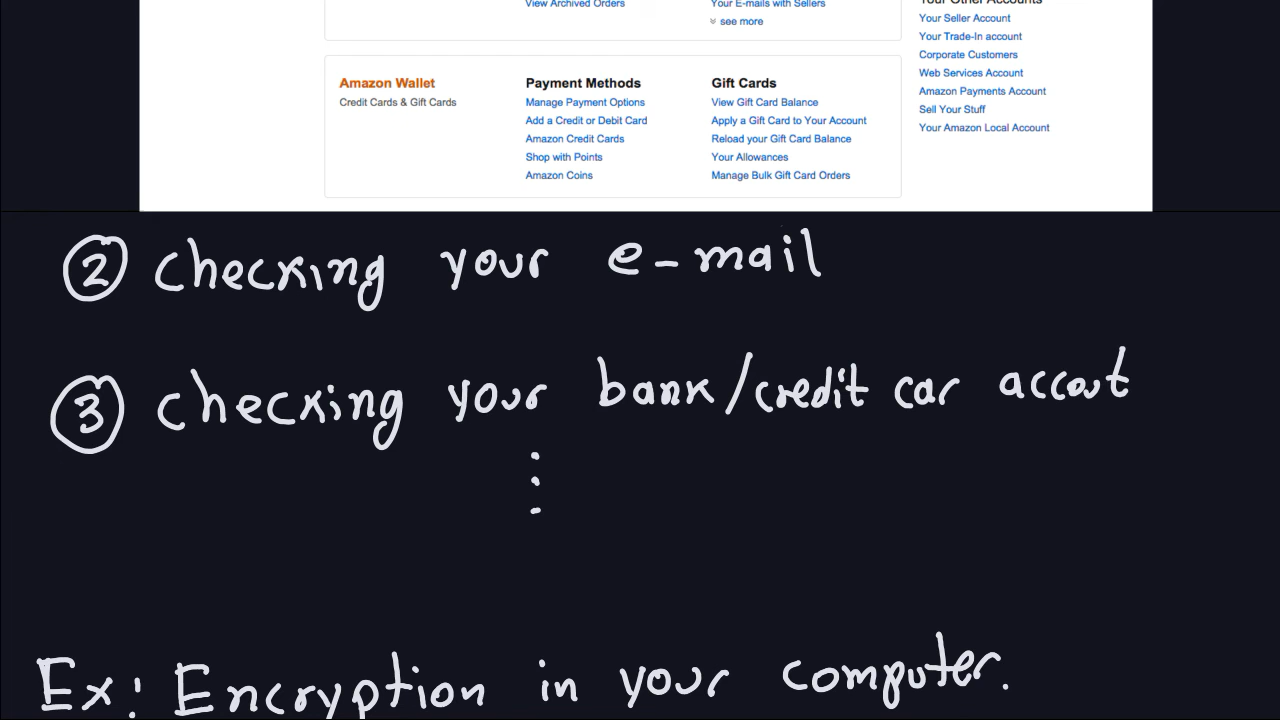 View Archived Orders Your E-mails with Sellers Your Other Accounts
see more Your Seller Account
Your Trade-In account
Corporate Customers
Web Services Account
Amazon Payments Account
Sell Your Stuff
Your Amazon Local Account
Amazon Wallet Payment Methods Gift Cards
Credit Cards & Gift Cards Manage Payment Options View Gift Card Balance
Add a Credit or Debit Card Apply a Gift Card to Your Account
Amazon Credit Cards Reload your Gift Card Balance
Shop with Points Your Allowances
Amazon Coins Manage Bulk Gift Card Orders
② checking your e-mail
③ checking your bank/credit car accout
Ex: Encryption in your computer.